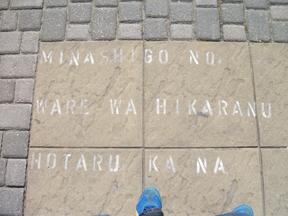 MINASHIGO NO.
WARE WA HIKARANU
HOTARU KA NA.